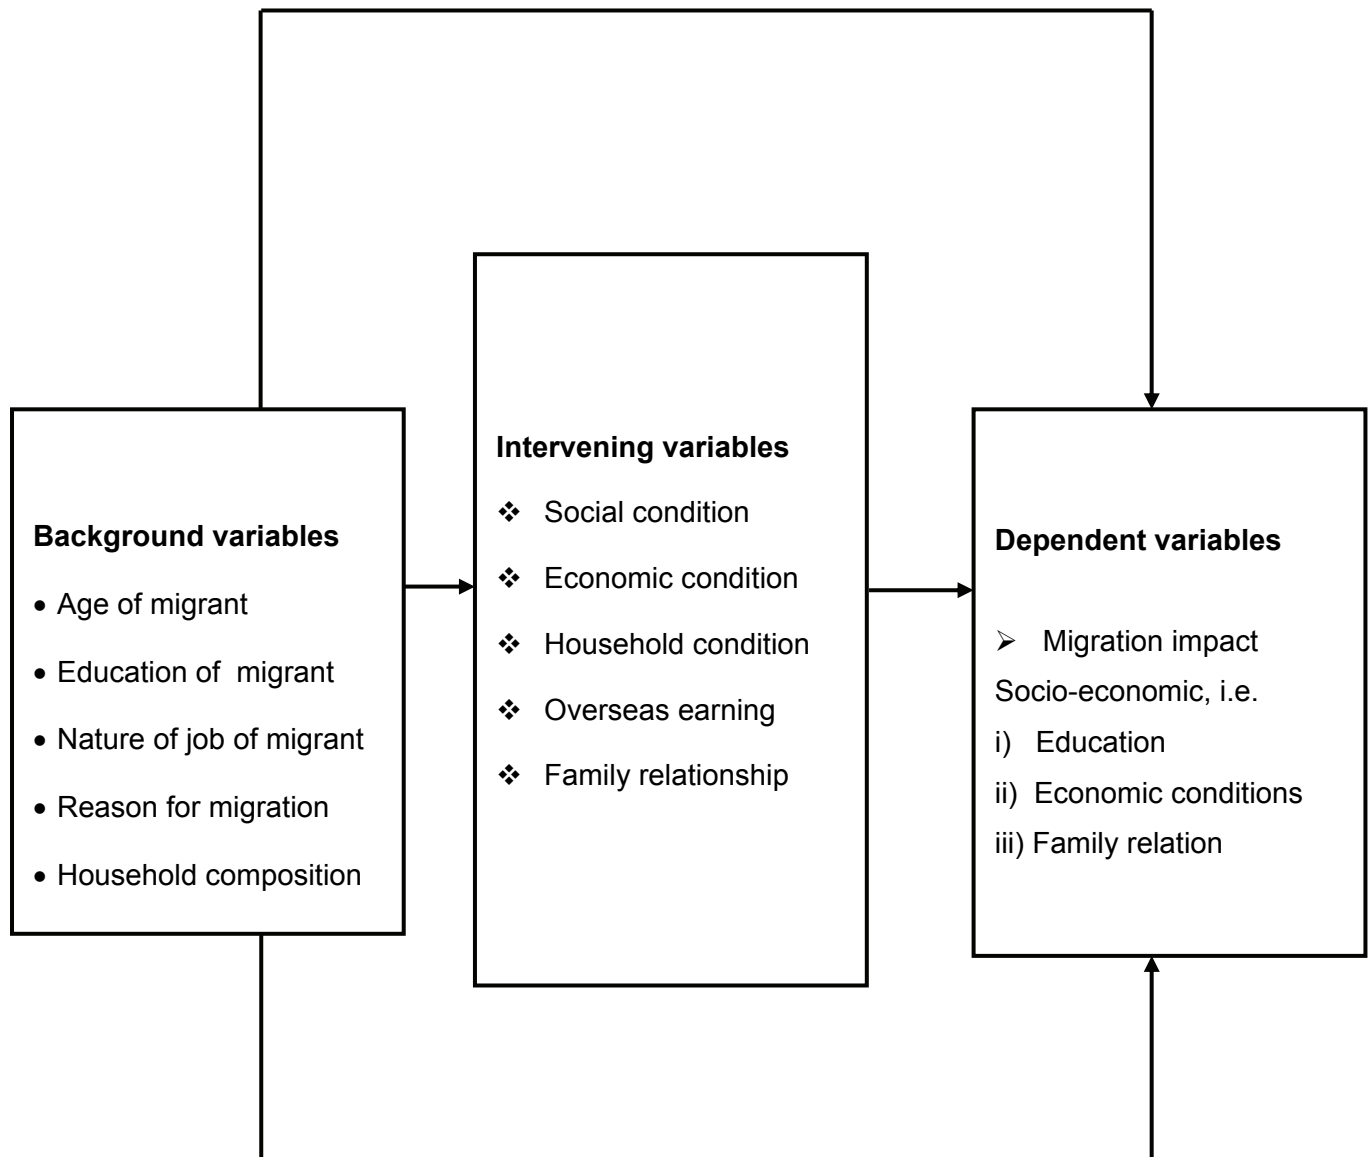 Background variables
• Age of migrant
• Education of  migrant
• Nature of job of migrant
• Reason for migration
• Household composition
Intervening variables
❖ Social condition
❖ Economic condition
❖ Household condition
❖ Overseas earning
❖ Family relationship
Dependent variables
➢ Migration impact
Socio-economic, i.e.
i) Education
ii) Economic conditions
iii) Family relation